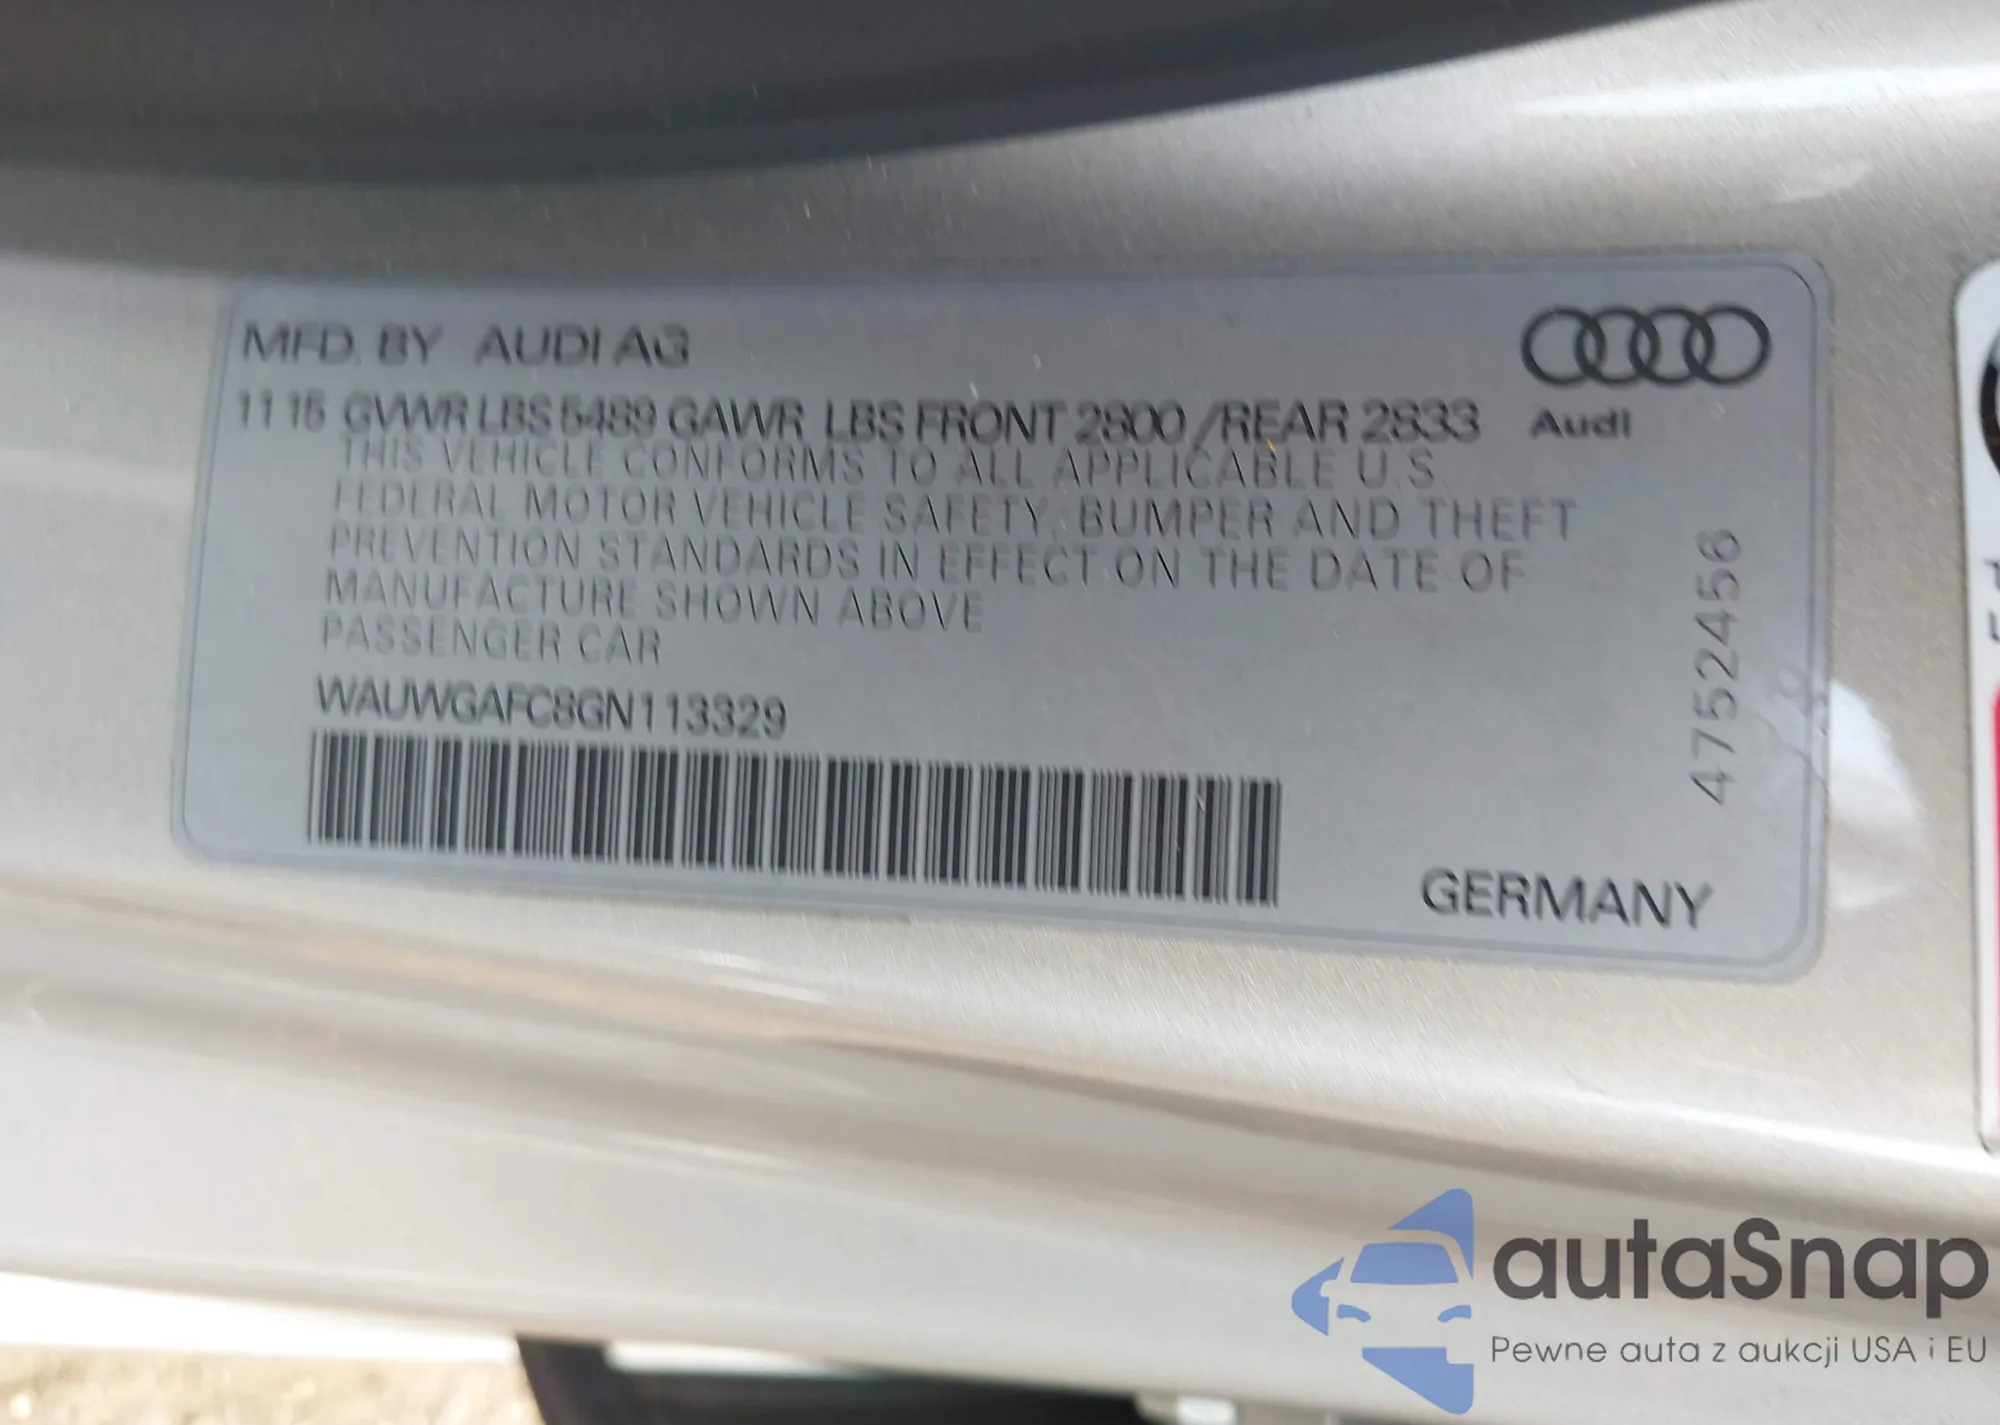 MFD. BY AUDI AG
11 15 GVWR LBS 5489 GAWR LBS FRONT 2800 /REAR 2833
Audi
THIS VEHICLE CONFORMS TO ALL APPLICABLE U.S.
FEDERAL MOTOR VEHICLE SAFETY, BUMPER AND THEFT
PREVENTION STANDARDS IN EFFECT ON THE DATE OF
MANUFACTURE SHOWN ABOVE
PASSENGER CAR
WAUWGAFC8GN113329
4752456
GERMANY
autaSnap
Pewne auta z aukcji USA i EU